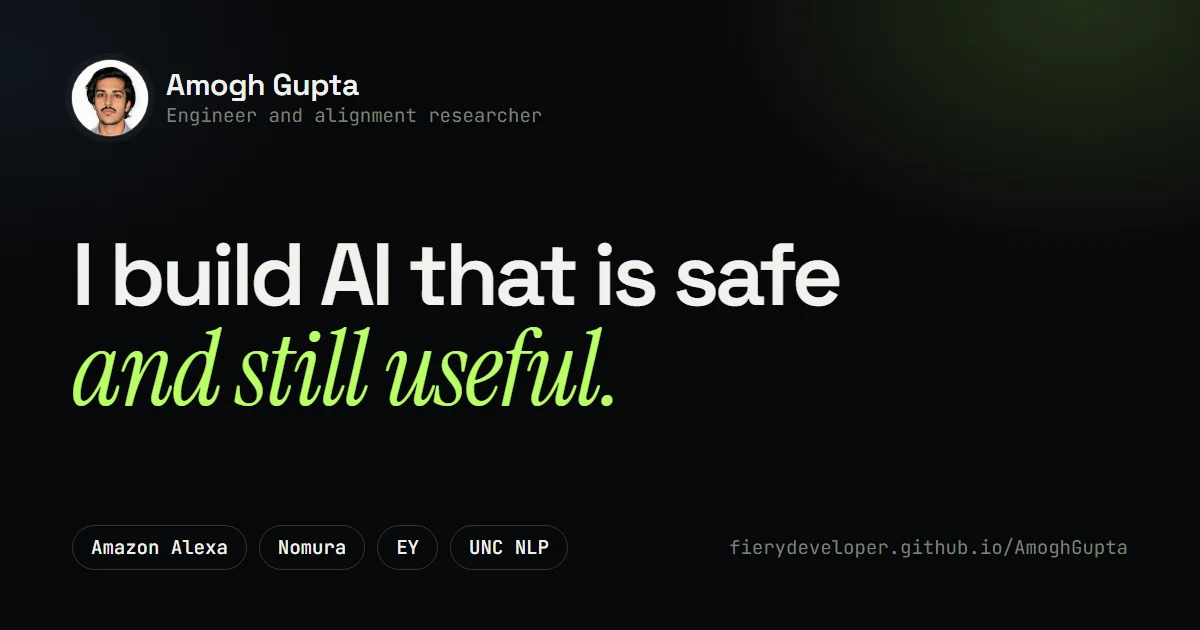 Amogh Gupta
Engineer and alignment researcher
I build AI that is safe
and still useful.
Amazon Alexa
Nomura
EY
UNC NLP
fierydeveloper.github.io/AmoghGupta